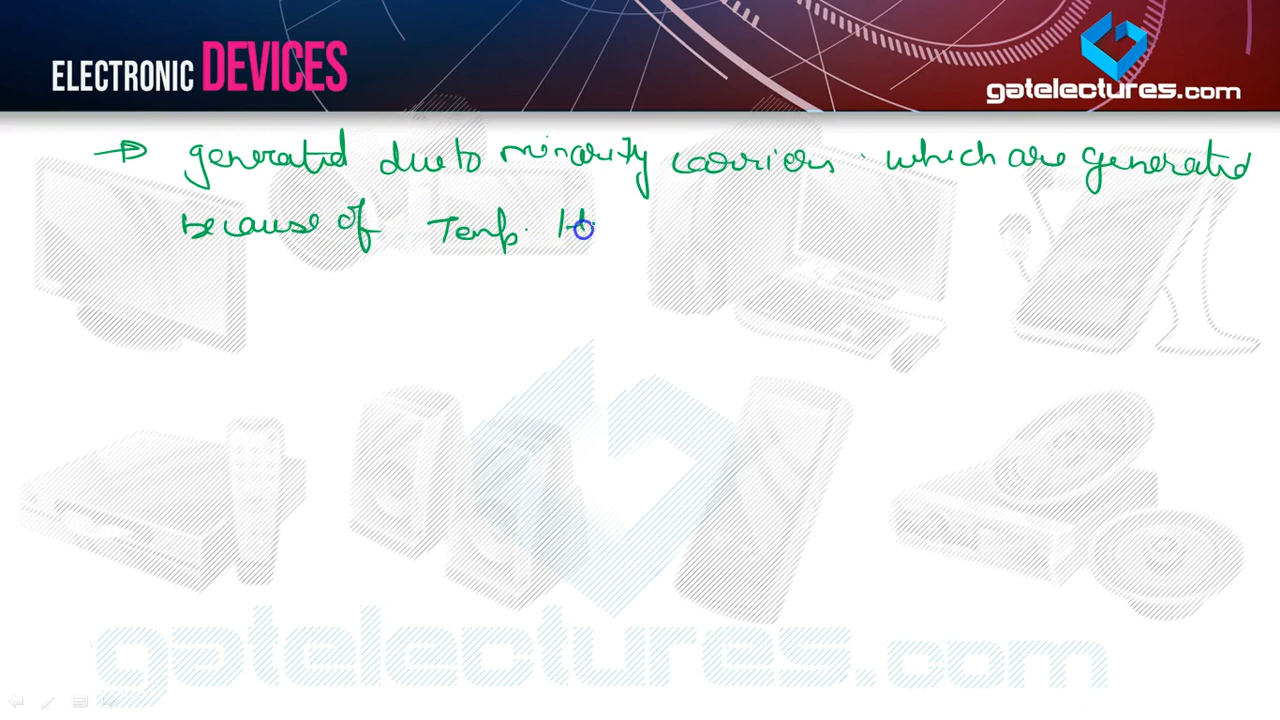 ELECTRONIC DEVICES
gatelectures.com
generated due to minority carriers which are generated
because of Temp.
gatelectures.com